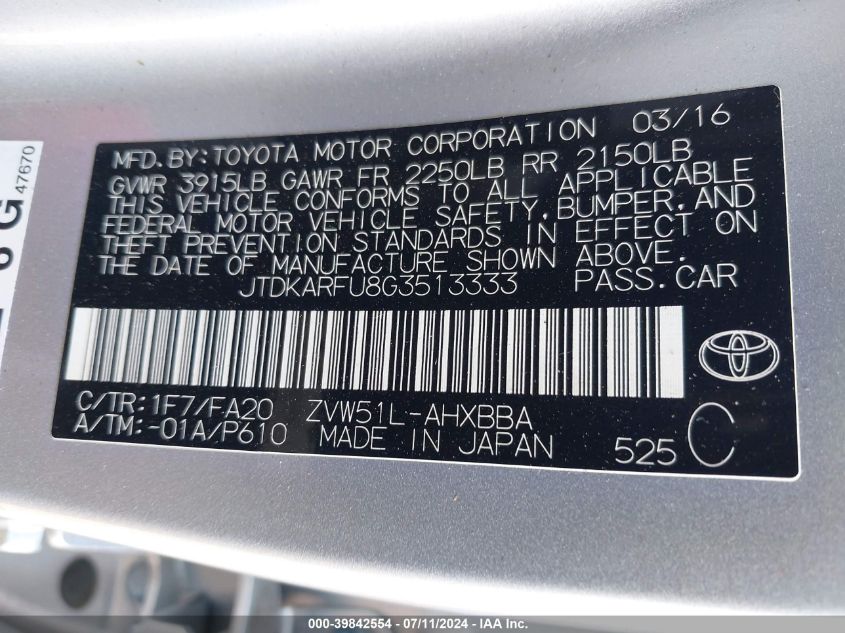 MFD. BY: TOYOTA MOTOR CORPORATION 03/16
GVWR 3915LB GAWR FR 2250LB RR 2150LB
THIS VEHICLE CONFORMS TO ALL APPLICABLE
FEDERAL MOTOR VEHICLE SAFETY, BUMPER, AND
THEFT PREVENTION STANDARDS IN EFFECT ON
THE DATE OF MANUFACTURE SHOWN ABOVE.
JTDKARFU8G3513333 PASS. CAR
C/TR: 1F7/FA20 ZVW51L-AHXBBA
A/TM: -01A/P610 MADE IN JAPAN 525 C
47670
G
000-39842554 - 07/11/2024 - IAA Inc.